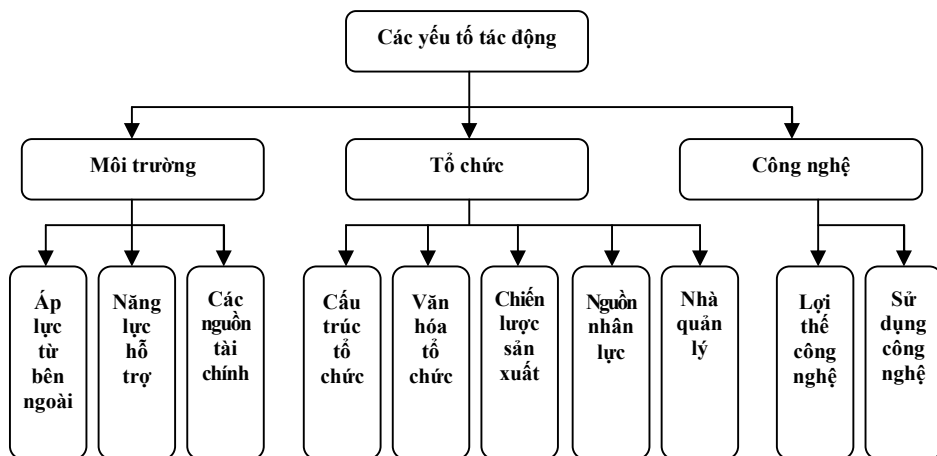 Các yếu tố tác động
Môi trường
Tổ chức
Công nghệ
Áp
lực
từ
bên
ngoài
Năng
lực
hỗ
trợ
Các
nguồn
tài
chính
Cấu
trúc
tổ
chức
Văn
hóa
tổ
chức
Chiến
lược
sản
xuất
Nguồn
nhân
lực
Nhà
quản
lý
Lợi
thế
công
nghệ
Sử
dụng
công
nghệ